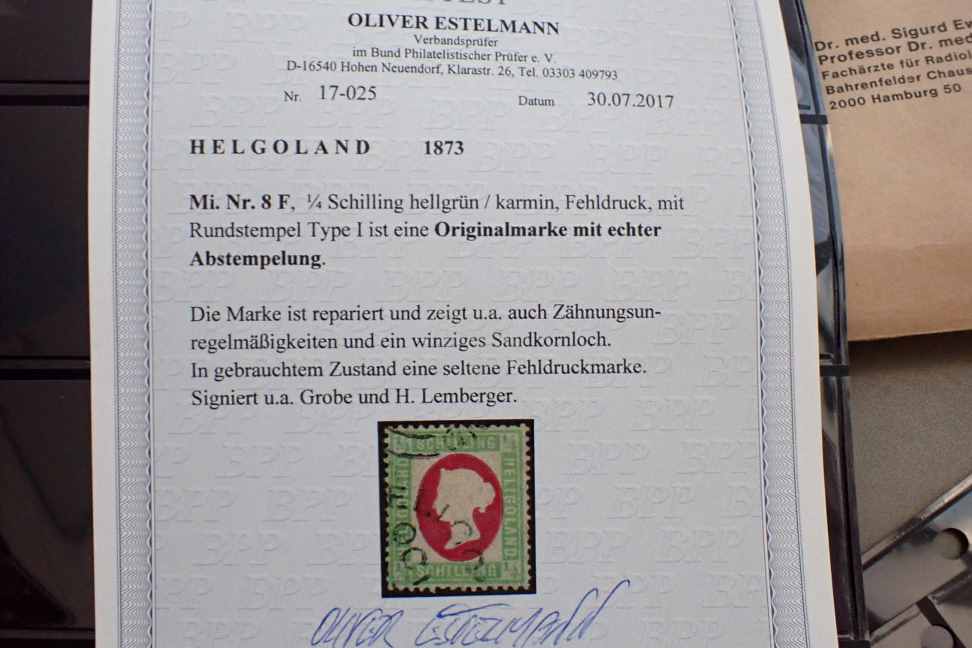 OLIVER ESTELMANN
Verbandsprüfer
im Bund Philatelistischer Prüfer e. V.
D-16540 Hohen Neuendorf, Klarastr. 26, Tel. 03303 409793
Nr. 17-025 Datum 30.07.2017
HELGOLAND 1873
Mi. Nr. 8 F, ¼ Schilling hellgrün / karmin, Fehldruck, mit
Rundstempel Type I ist eine Originalmarke mit echter
Abstempelung.
Die Marke ist repariert und zeigt u.a. auch Zähnungsun-
regelmäßigkeiten und ein winziges Sandkornloch.
In gebrauchtem Zustand eine seltene Fehldruckmarke.
Signiert u.a. Grobe und H. Lemberger.
SCHILLING
HELIGOLAND
SCHILLING
OLIVER ESTELMANN
Dr. med. Sigurd
Professor Dr. med
Fachärzte für
Bahrenfelder
2000 Hamburg 50